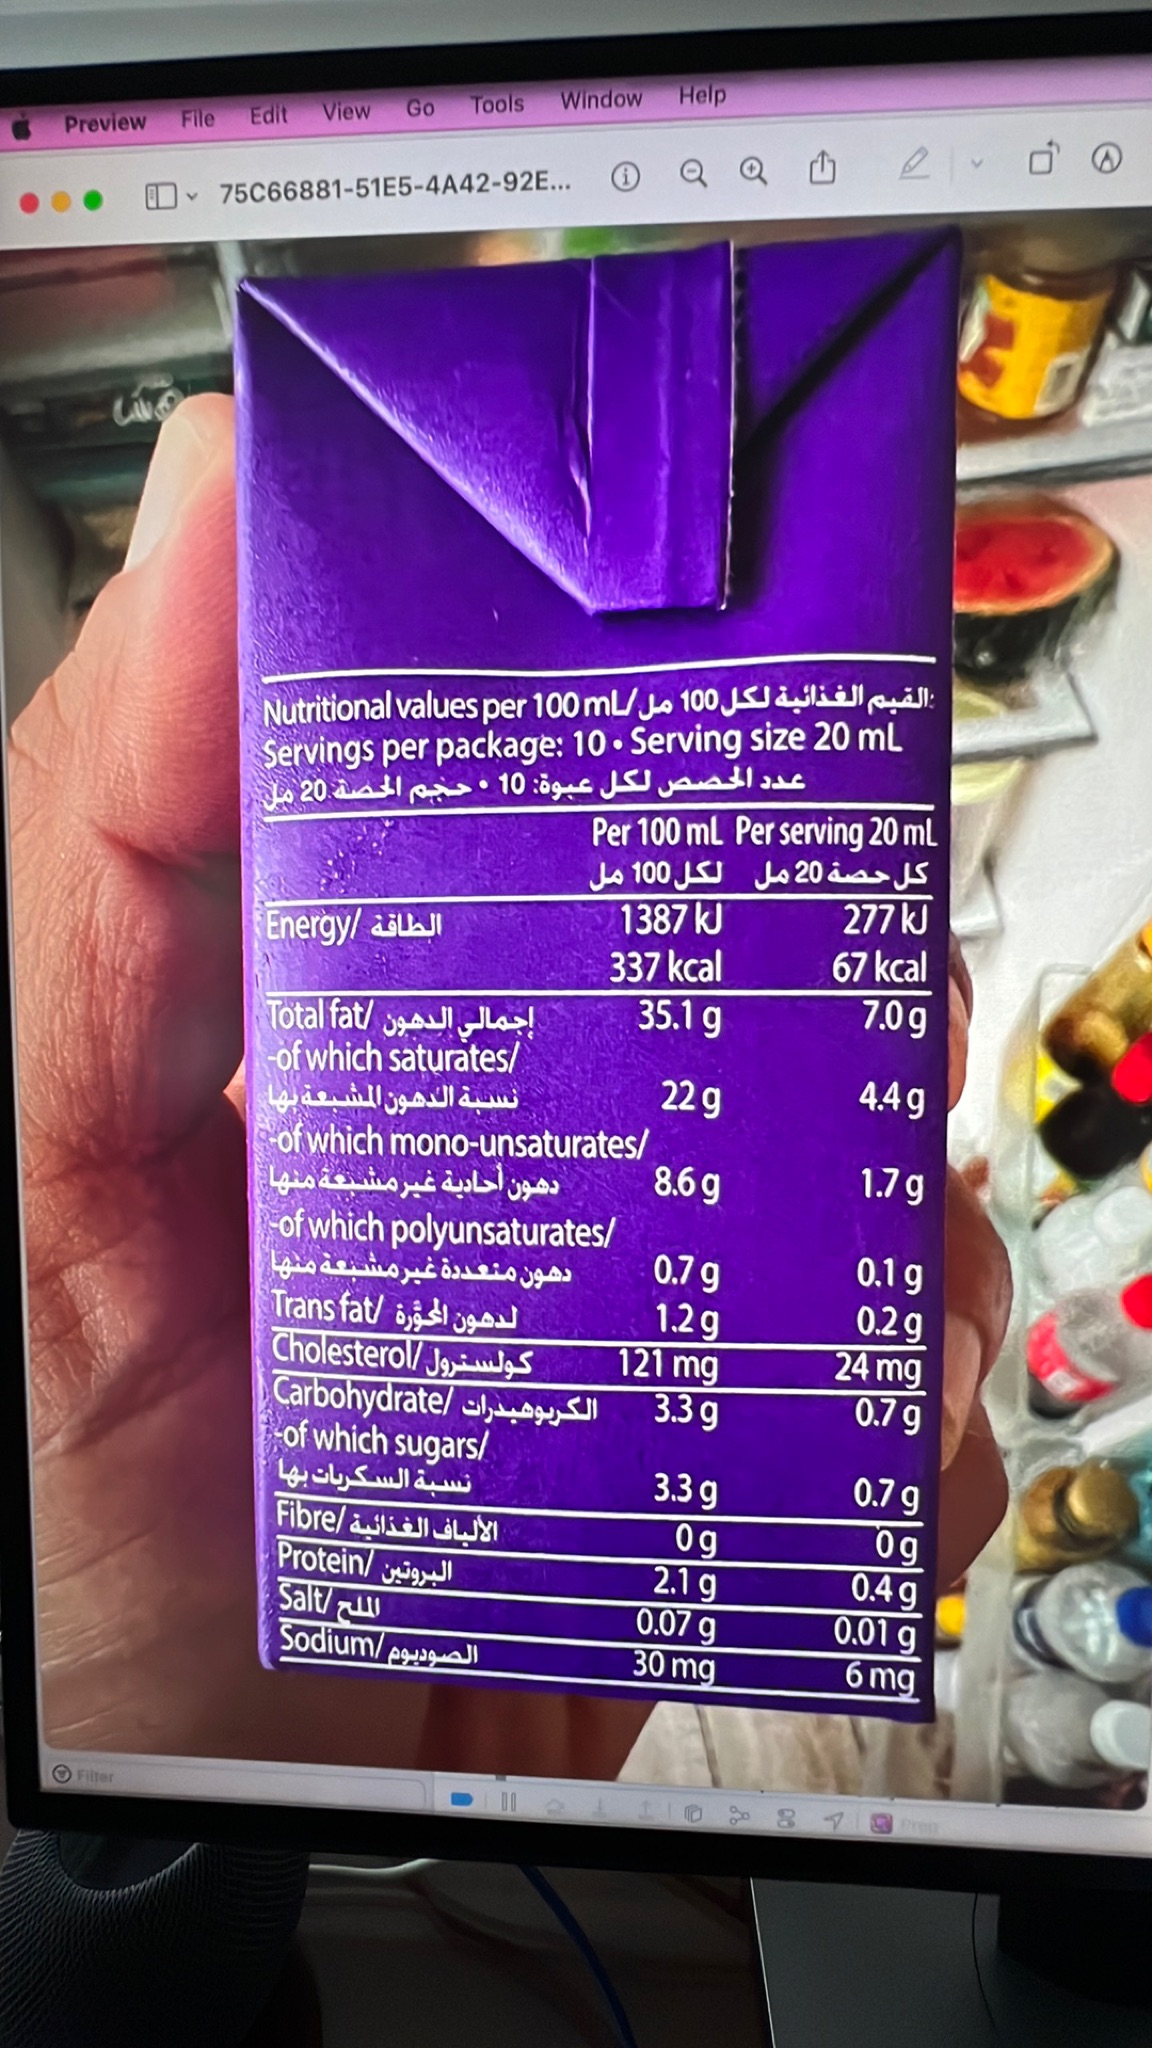 Preview File Edit View Go Tools Window Help
75C66881-51E5-4A42-92E...
Nutritional values per 100 mL/القيم الغذائية لكل 100 مل:
Servings per package: 10 • Serving size 20 mL
عدد الحصص لكل عبوة: 10 • حجم الحصة 20 مل
Per 100 mL Per serving 20 mL
لكل 100 مل كل حصة 20 مل
Energy/ الطاقة 1387 kJ 277 kJ
337 kcal 67 kcal
Total fat/ إجمالي الدهون 35.1 g 7.0 g
-of which saturates/
نسبة الدهون المشبعة بها 22 g 4.4 g
-of which mono-unsaturates/
دهون أحادية غير مشبعة منها 8.6 g 1.7 g
-of which polyunsaturates/
دهون متعددة غير مشبعة منها 0.7 g 0.1 g
Trans fat/ لدهون المحوّرة 1.2 g 0.2 g
Cholesterol/ كولسترول 121 mg 24 mg
Carbohydrate/ الكربوهيدرات 3.3 g 0.7 g
-of which sugars/
نسبة السكريات بها 3.3 g 0.7 g
Fibre/ الألياف الغذائية 0 g 0 g
Protein/ البروتين 2.1 g 0.4 g
Salt/ الملح 0.07 g 0.01 g
Sodium/ الصوديوم 30 mg 6 mg
Filter